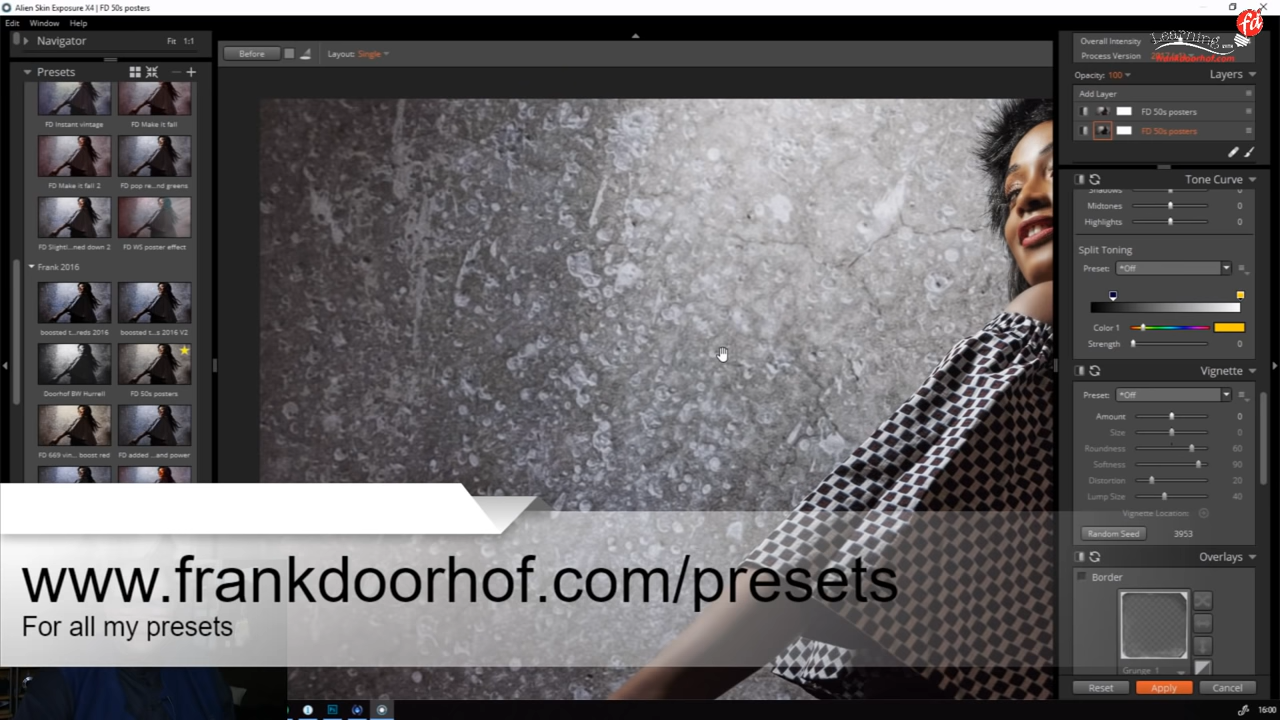 Alien Skin Exposure X4 | FD 50s posters
Edit Window Help
Navigator Fit 1:1
Presets
FD Instant vintage FD Make it fall
FD Make it fall 2 FD pop re...nd greens
FD Slightl...ned down 2 FD WS poster effect
Frank 2016
boosted t...reds 2016 boosted t...s 2016 V2
Doorhof BW Hurrell FD 50s posters
FD 669 vin... boost red FD added ...and power
Before Layout: Single
fd
Learning
frankdoorhof.com
Overall Intensity
Process Version
Opacity: 100 Layers
Add Layer
FD 50s posters
FD 50s posters
Tone Curve
Shadows 0
Midtones 0
Highlights 0
Split Toning
Preset: *Off
Color 1
Strength 0
Vignette
Preset: *Off
Amount 0
Size 0
Roundness 60
Softness 90
Distortion 20
Lump Size 40
Vignette Location:
Random Seed 3953
Overlays
Border
Grunge 1
Reset Apply Cancel
www.frankdoorhof.com/presets
For all my presets
16:00